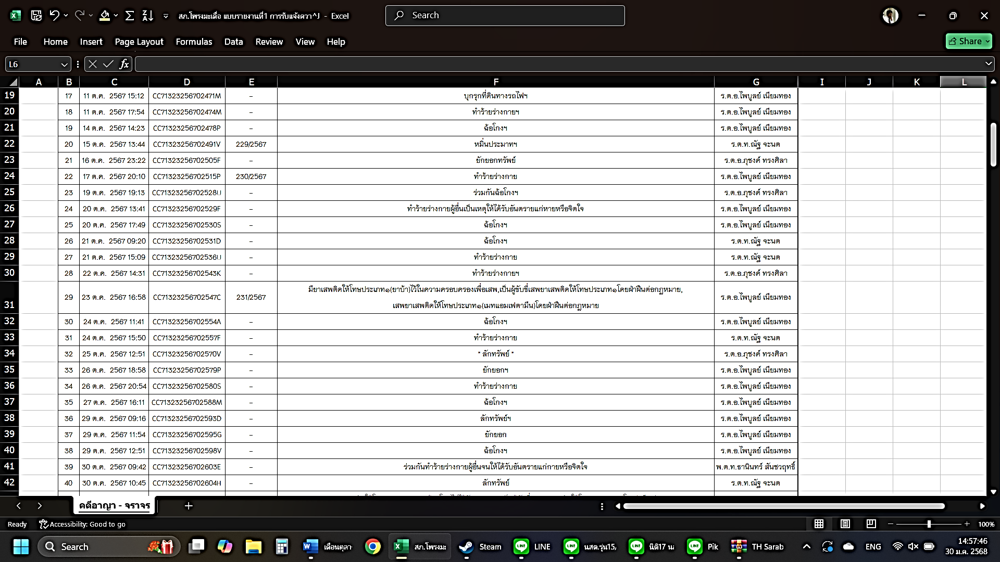 สภ.โพรงมะเดื่อ แบบรายงานที่1 การรับแจ้งควา^J - Excel
Search
File Home Insert Page Layout Formulas Data Review View Help
Share
L6
fx
A B C D E F G I J K L
19 17 11 ต.ค. 2567 15:12 CC71323256702471M - บุกรุกที่ดินทางรถไฟฯ ร.ต.อ.ไพบูลย์ เนียมทอง
20 18 11 ต.ค. 2567 17:54 CC71323256702474M - ทำร้ายร่างกายฯ ร.ต.อ.ไพบูลย์ เนียมทอง
21 19 14 ต.ค. 2567 14:23 CC71323256702478P - ฉ้อโกงฯ ร.ต.อ.ไพบูลย์ เนียมทอง
22 20 15 ต.ค. 2567 13:44 CC71323256702491V 229/2567 หมิ่นประมาทฯ ร.ต.ท.ณัฐ จะนต
23 21 16 ต.ค. 2567 23:22 CC71323256702505F - ยักยอกทรัพย์ ร.ต.อ.ภุชงค์ ทรงศิลา
24 22 17 ต.ค. 2567 20:10 CC71323256702515P 230/2567 ทำร้ายร่างกาย ร.ต.อ.ไพบูลย์ เนียมทอง
25 23 19 ต.ค. 2567 19:13 CC71323256702528U - ร่วมกันฉ้อโกงฯ ร.ต.อ.ภุชงค์ ทรงศิลา
26 24 20 ต.ค. 2567 13:41 CC71323256702529F - ทำร้ายร่างกายผู้อื่นเป็นเหตุให้ได้รับอันตรายแก่หายหรือจิตใจ ร.ต.อ.ไพบูลย์ เนียมทอง
27 25 20 ต.ค. 2567 17:49 CC71323256702530S - ฉ้อโกงฯ ร.ต.อ.ไพบูลย์ เนียมทอง
28 26 21 ต.ค. 2567 09:20 CC71323256702531D - ฉ้อโกงฯ ร.ต.ท.ณัฐ จะนต
29 27 21 ต.ค. 2567 15:09 CC71323256702536U - ทำร้ายร่างกาย ร.ต.ท.ณัฐ จะนต
30 28 22 ต.ค. 2567 14:31 CC71323256702543K - ทำร้ายร่างกายฯ ร.ต.อ.ภุชงค์ ทรงศิลา
มียาเสพติดให้โทษประเภท๑(ยาบ้า)ไว้ในความครอบครองเพื่อเสพ,เป็นผู้ขับขี่เสพยาเสพติดให้โทษประเภท๑โดยฝ่าฝืนต่อกฎหมาย,
31 29 23 ต.ค. 2567 16:58 CC71323256702547C 231/2567 เสพยาเสพติดให้โทษประเภท๑(เมทแอมเฟตามีน)โดยฝ่าฝืนต่อกฎหมาย ร.ต.อ.ไพบูลย์ เนียมทอง
32 30 24 ต.ค. 2567 11:41 CC71323256702554A - ฉ้อโกงฯ ร.ต.อ.ไพบูลย์ เนียมทอง
33 31 24 ต.ค. 2567 15:50 CC71323256702557F - ทำร้ายร่างกาย ร.ต.ท.ณัฐ จะนต
34 32 25 ต.ค. 2567 12:51 CC71323256702570V - " ลักทรัพย์ " ร.ต.อ.ภุชงค์ ทรงศิลา
35 33 26 ต.ค. 2567 18:58 CC71323256702579P - ยักยอกฯ ร.ต.อ.ไพบูลย์ เนียมทอง
36 34 26 ต.ค. 2567 20:54 CC71323256702580S - ทำร้ายร่างกาย ร.ต.อ.ไพบูลย์ เนียมทอง
37 35 27 ต.ค. 2567 16:11 CC71323256702588M - ฉ้อโกงฯ ร.ต.อ.ไพบูลย์ เนียมทอง
38 36 29 ต.ค. 2567 09:16 CC71323256702593D - ลักทรัพย์ฯ ร.ต.อ.ไพบูลย์ เนียมทอง
39 37 29 ต.ค. 2567 11:54 CC71323256702595G - ยักยอก ร.ต.อ.ไพบูลย์ เนียมทอง
40 38 29 ต.ค. 2567 12:51 CC71323256702598V - ฉ้อโกงฯ ร.ต.อ.ไพบูลย์ เนียมทอง
41 39 30 ต.ค. 2567 09:42 CC71323256702603E - ร่วมกันทำร้ายร่างกายผู้อื่นจนให้ได้รับอันตรายแก่กายหรือจิตใจ พ.ต.ท.ธานินทร์ สันชวฤทธิ์
42 40 30 ต.ค. 2567 10:45 CC71323256702604H - ลักทรัพย์ ร.ต.ท.ณัฐ จะนต
คดีอาญา - จราจร
Ready Accessibility: Good to go 100%
Search เดือนตุลา สภ.โพรงมะ Steam LINE นสต.รุ่น15/ นิติ17 นะ Pik TH Sarab ENG 14:57:46
30 ม.ค. 2568